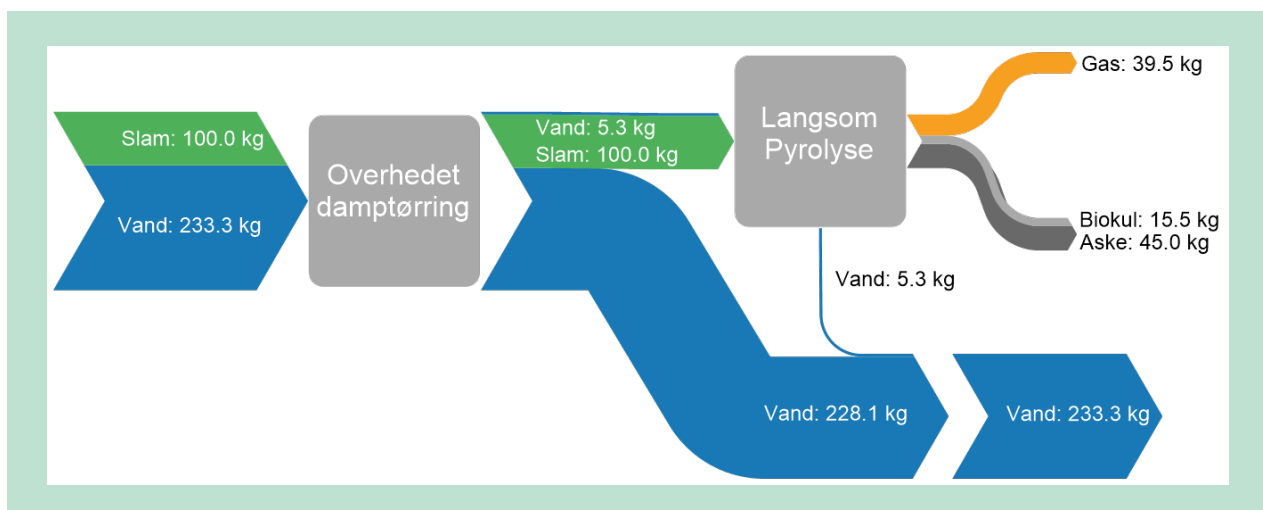 Slam: 100.0 kg
Vand: 233.3 kg
Overhedet
damptørring
Vand: 5.3 kg
Slam: 100.0 kg
Langsom
Pyrolyse
Gas: 39.5 kg
Biokul: 15.5 kg
Aske: 45.0 kg
Vand: 5.3 kg
Vand: 228.1 kg
Vand: 233.3 kg